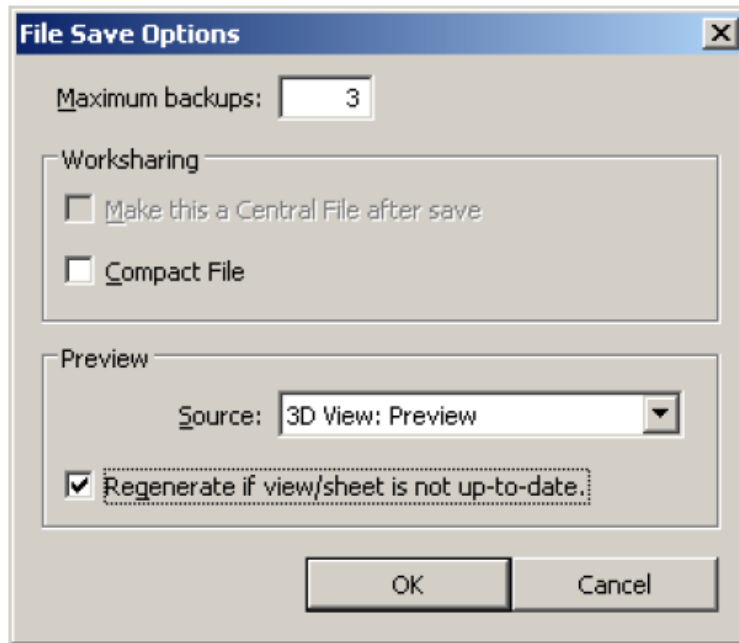 File Save Options
Maximum backups: 3
Worksharing
Make this a Central File after save
Compact File
Preview
Source: 3D View: Preview
Regenerate if view/sheet is not up-to-date.
OK Cancel